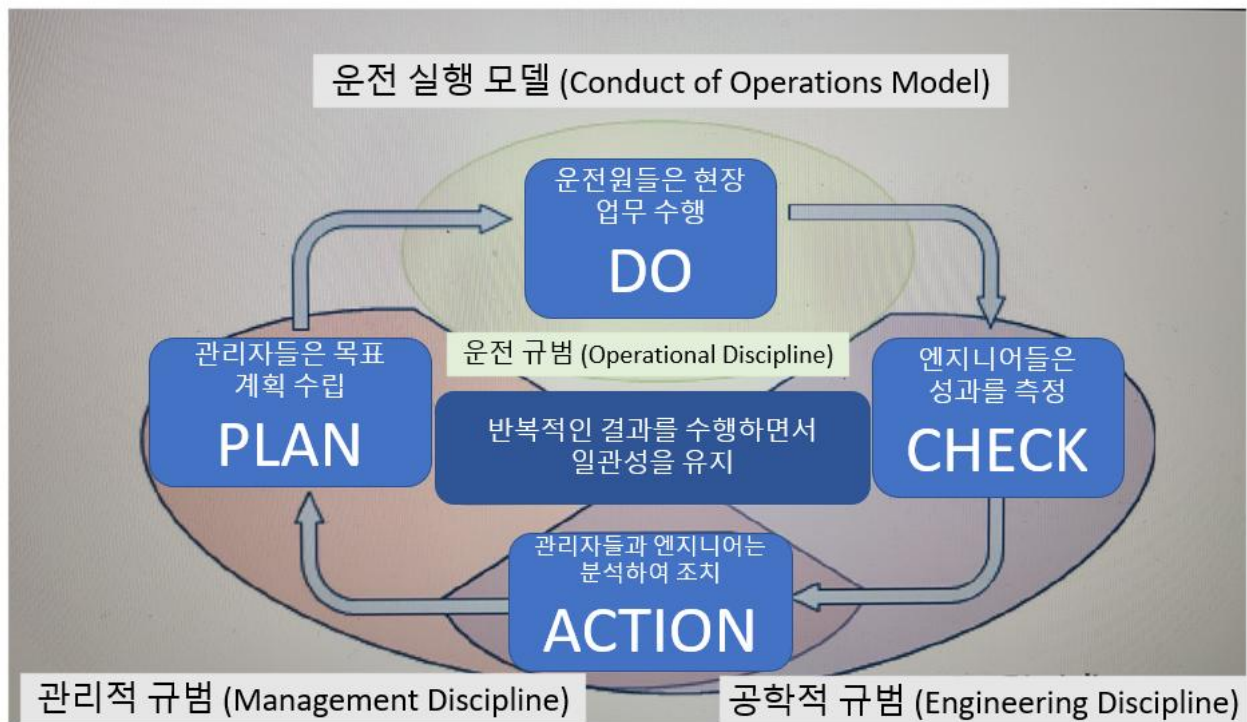 운전 실행 모델 (Conduct of Operations Model)
운전원들은 현장
업무 수행
DO
운전 규범 (Operational Discipline)
관리자들은 목표
계획 수립
PLAN
엔지니어들은
성과를 측정
CHECK
반복적인 결과를 수행하면서
일관성을 유지
관리자들과 엔지니어는
분석하여 조치
ACTION
관리적 규범 (Management Discipline)
공학적 규범 (Engineering Discipline)